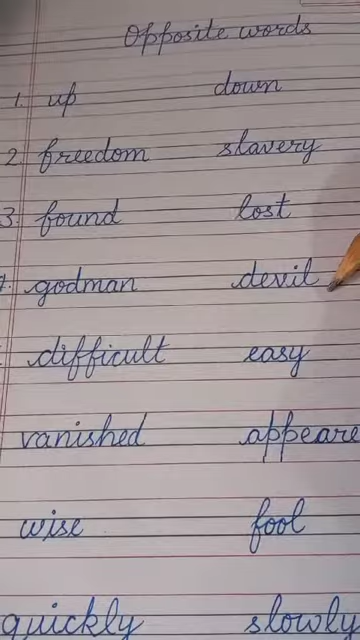 Opposite words
1. up down
2 freedom slavery
3. found lost
godman devil
difficult easy
vanished appeare
wise fool
quickly slowly